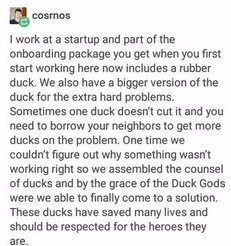 cosrnos
I work at a startup and part of the
onboarding package you get when you first
start working here now includes a rubber
duck. We also have a bigger version of the
duck for the extra hard problems.
Sometimes one duck doesn't cut it and you
need to borrow your neighbors to get more
ducks on the problem. One time we
couldn't figure out why something wasn't
working right so we assembled the counsel
of ducks and by the grace of the Duck Gods
were we able to finally come to a solution.
These ducks have saved many lives and
should be respected for the heroes they
are.